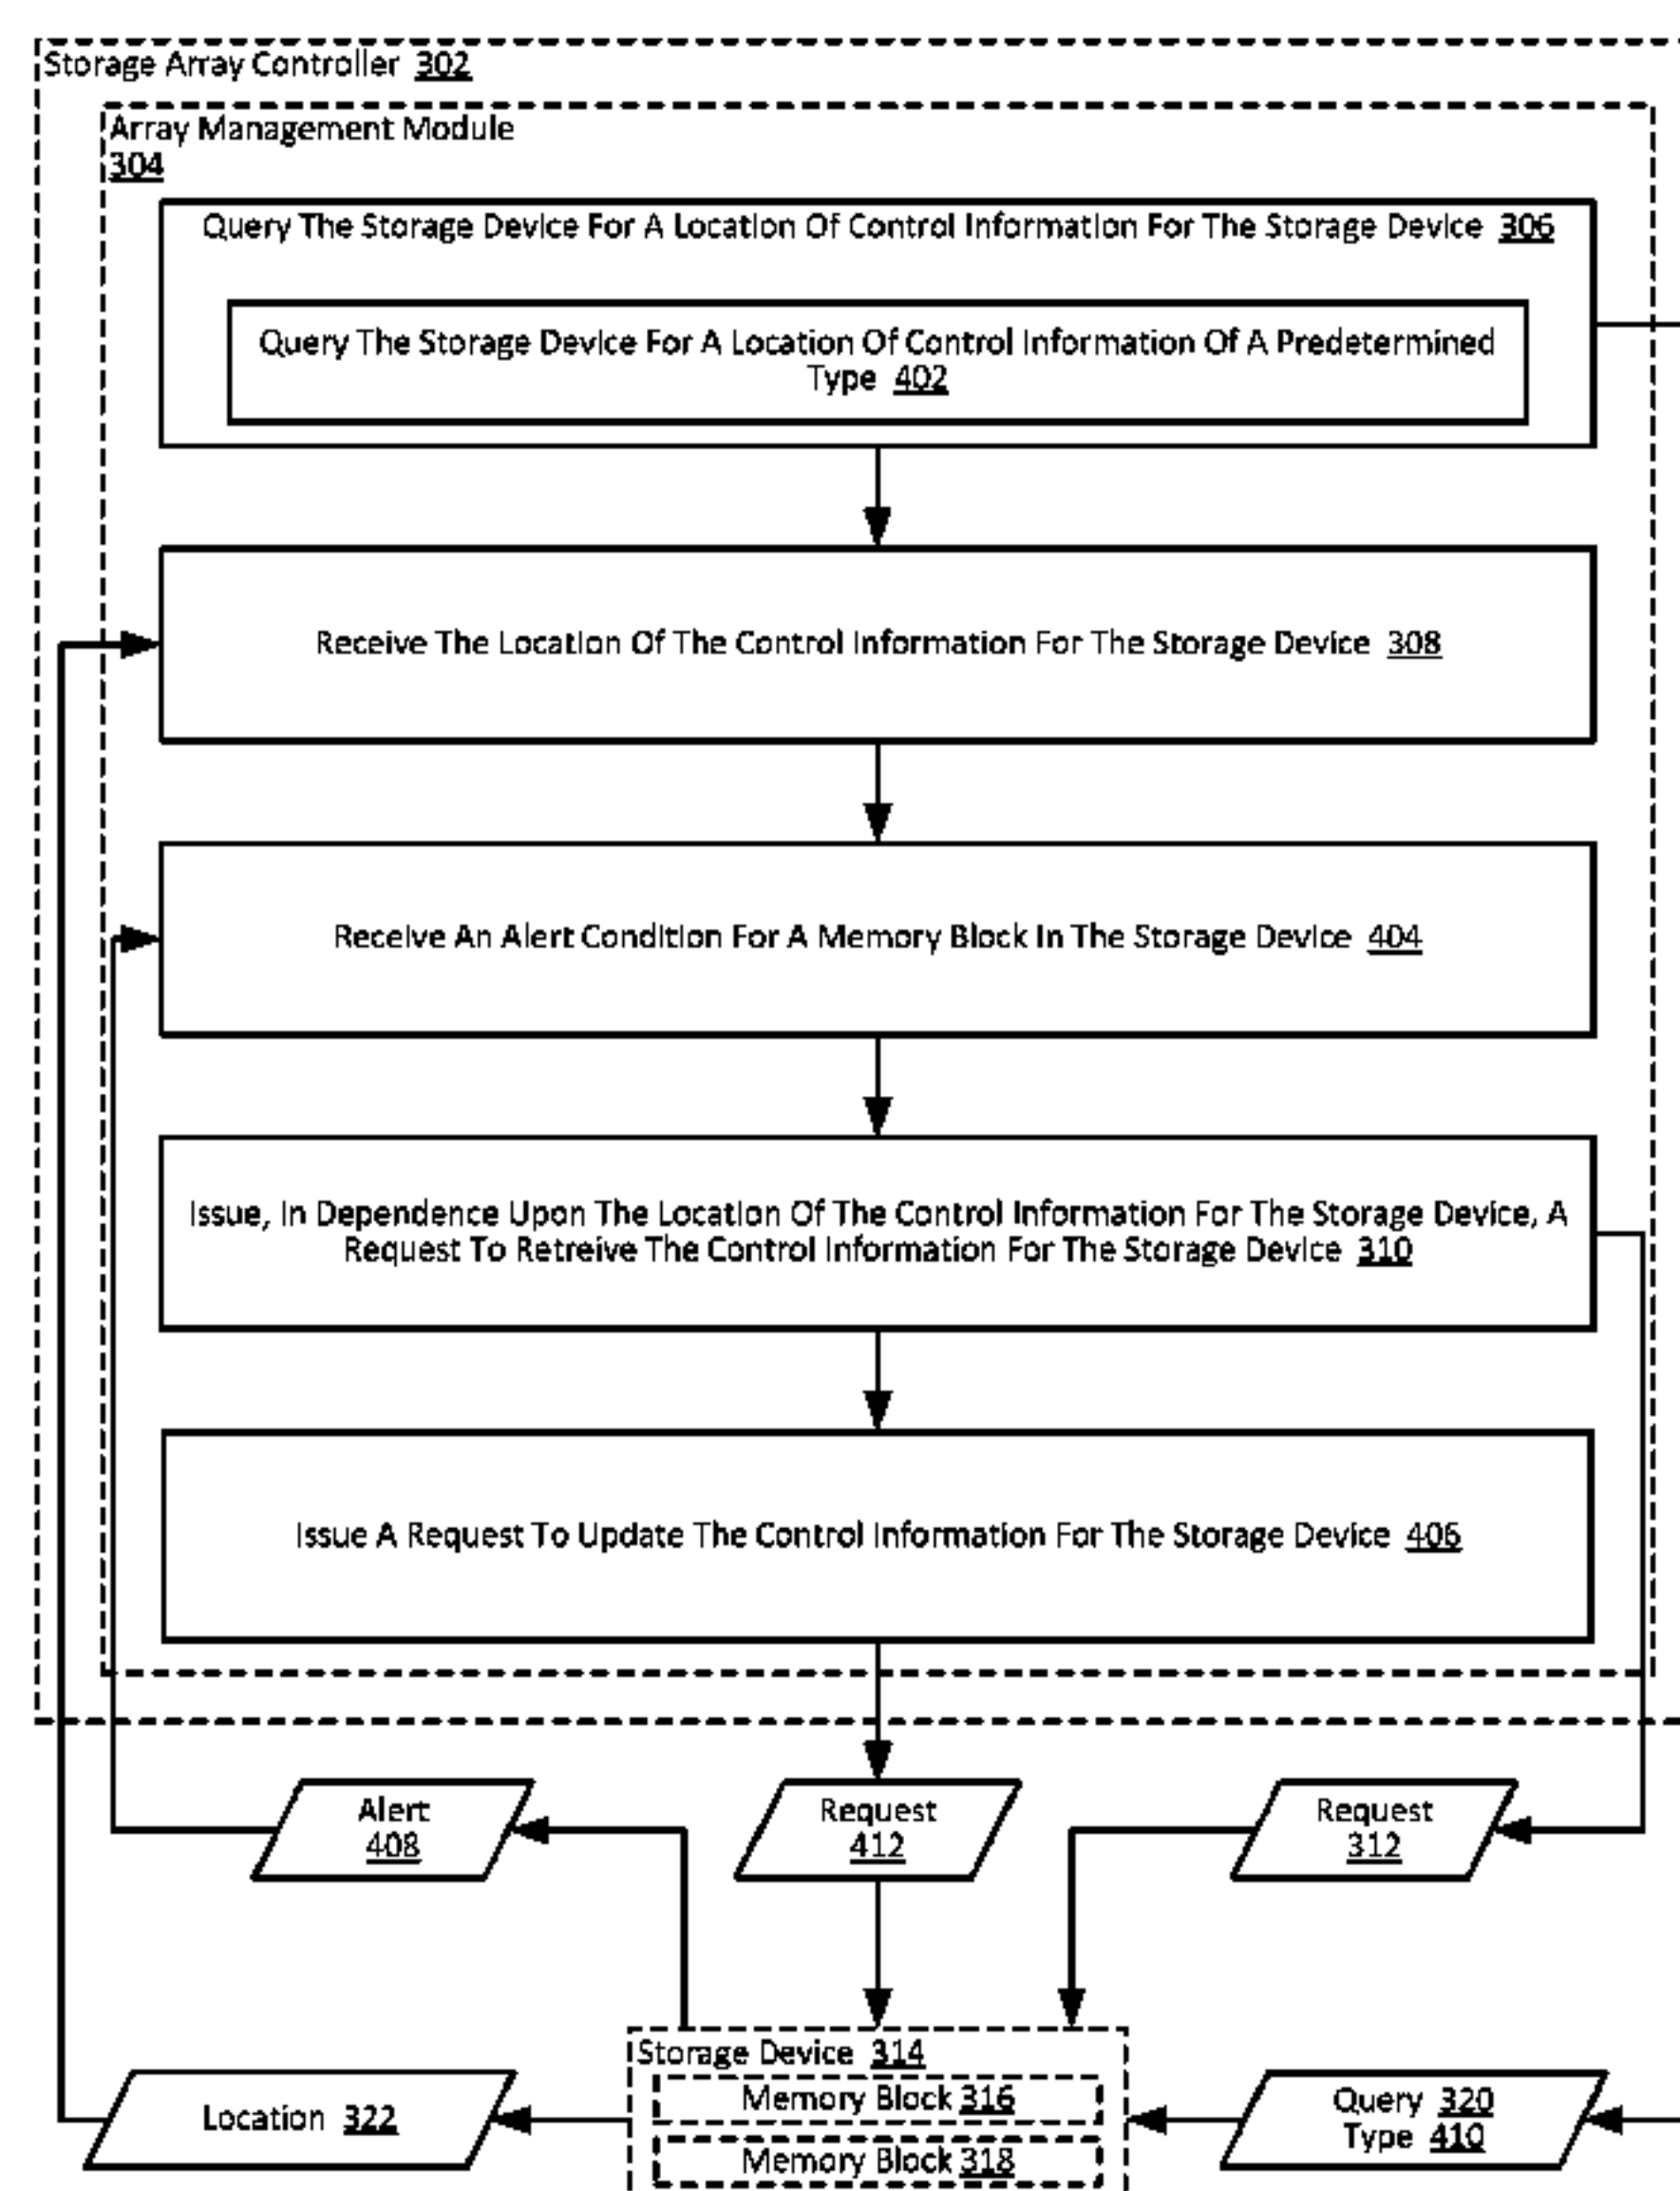 Storage Array Controller 302
Array Management Module
304
Query The Storage Device For A Location Of Control Information For The Storage Device 306
Query The Storage Device For A Location Of Control Information Of A Predetermined
Type 402
Receive The Location Of The Control Information For The Storage Device 308
Receive An Alert Condition For A Memory Block In The Storage Device 404
Issue, In Dependence Upon The Location Of The Control Information For The Storage Device, A
Request To Retreive The Control Information For The Storage Device 310
Issue A Request To Update The Control Information For The Storage Device 406
Alert
408
Request
412
Request
312
Storage Device 314
Memory Block 316
Memory Block 318
Location 322
Query 320
Type 410